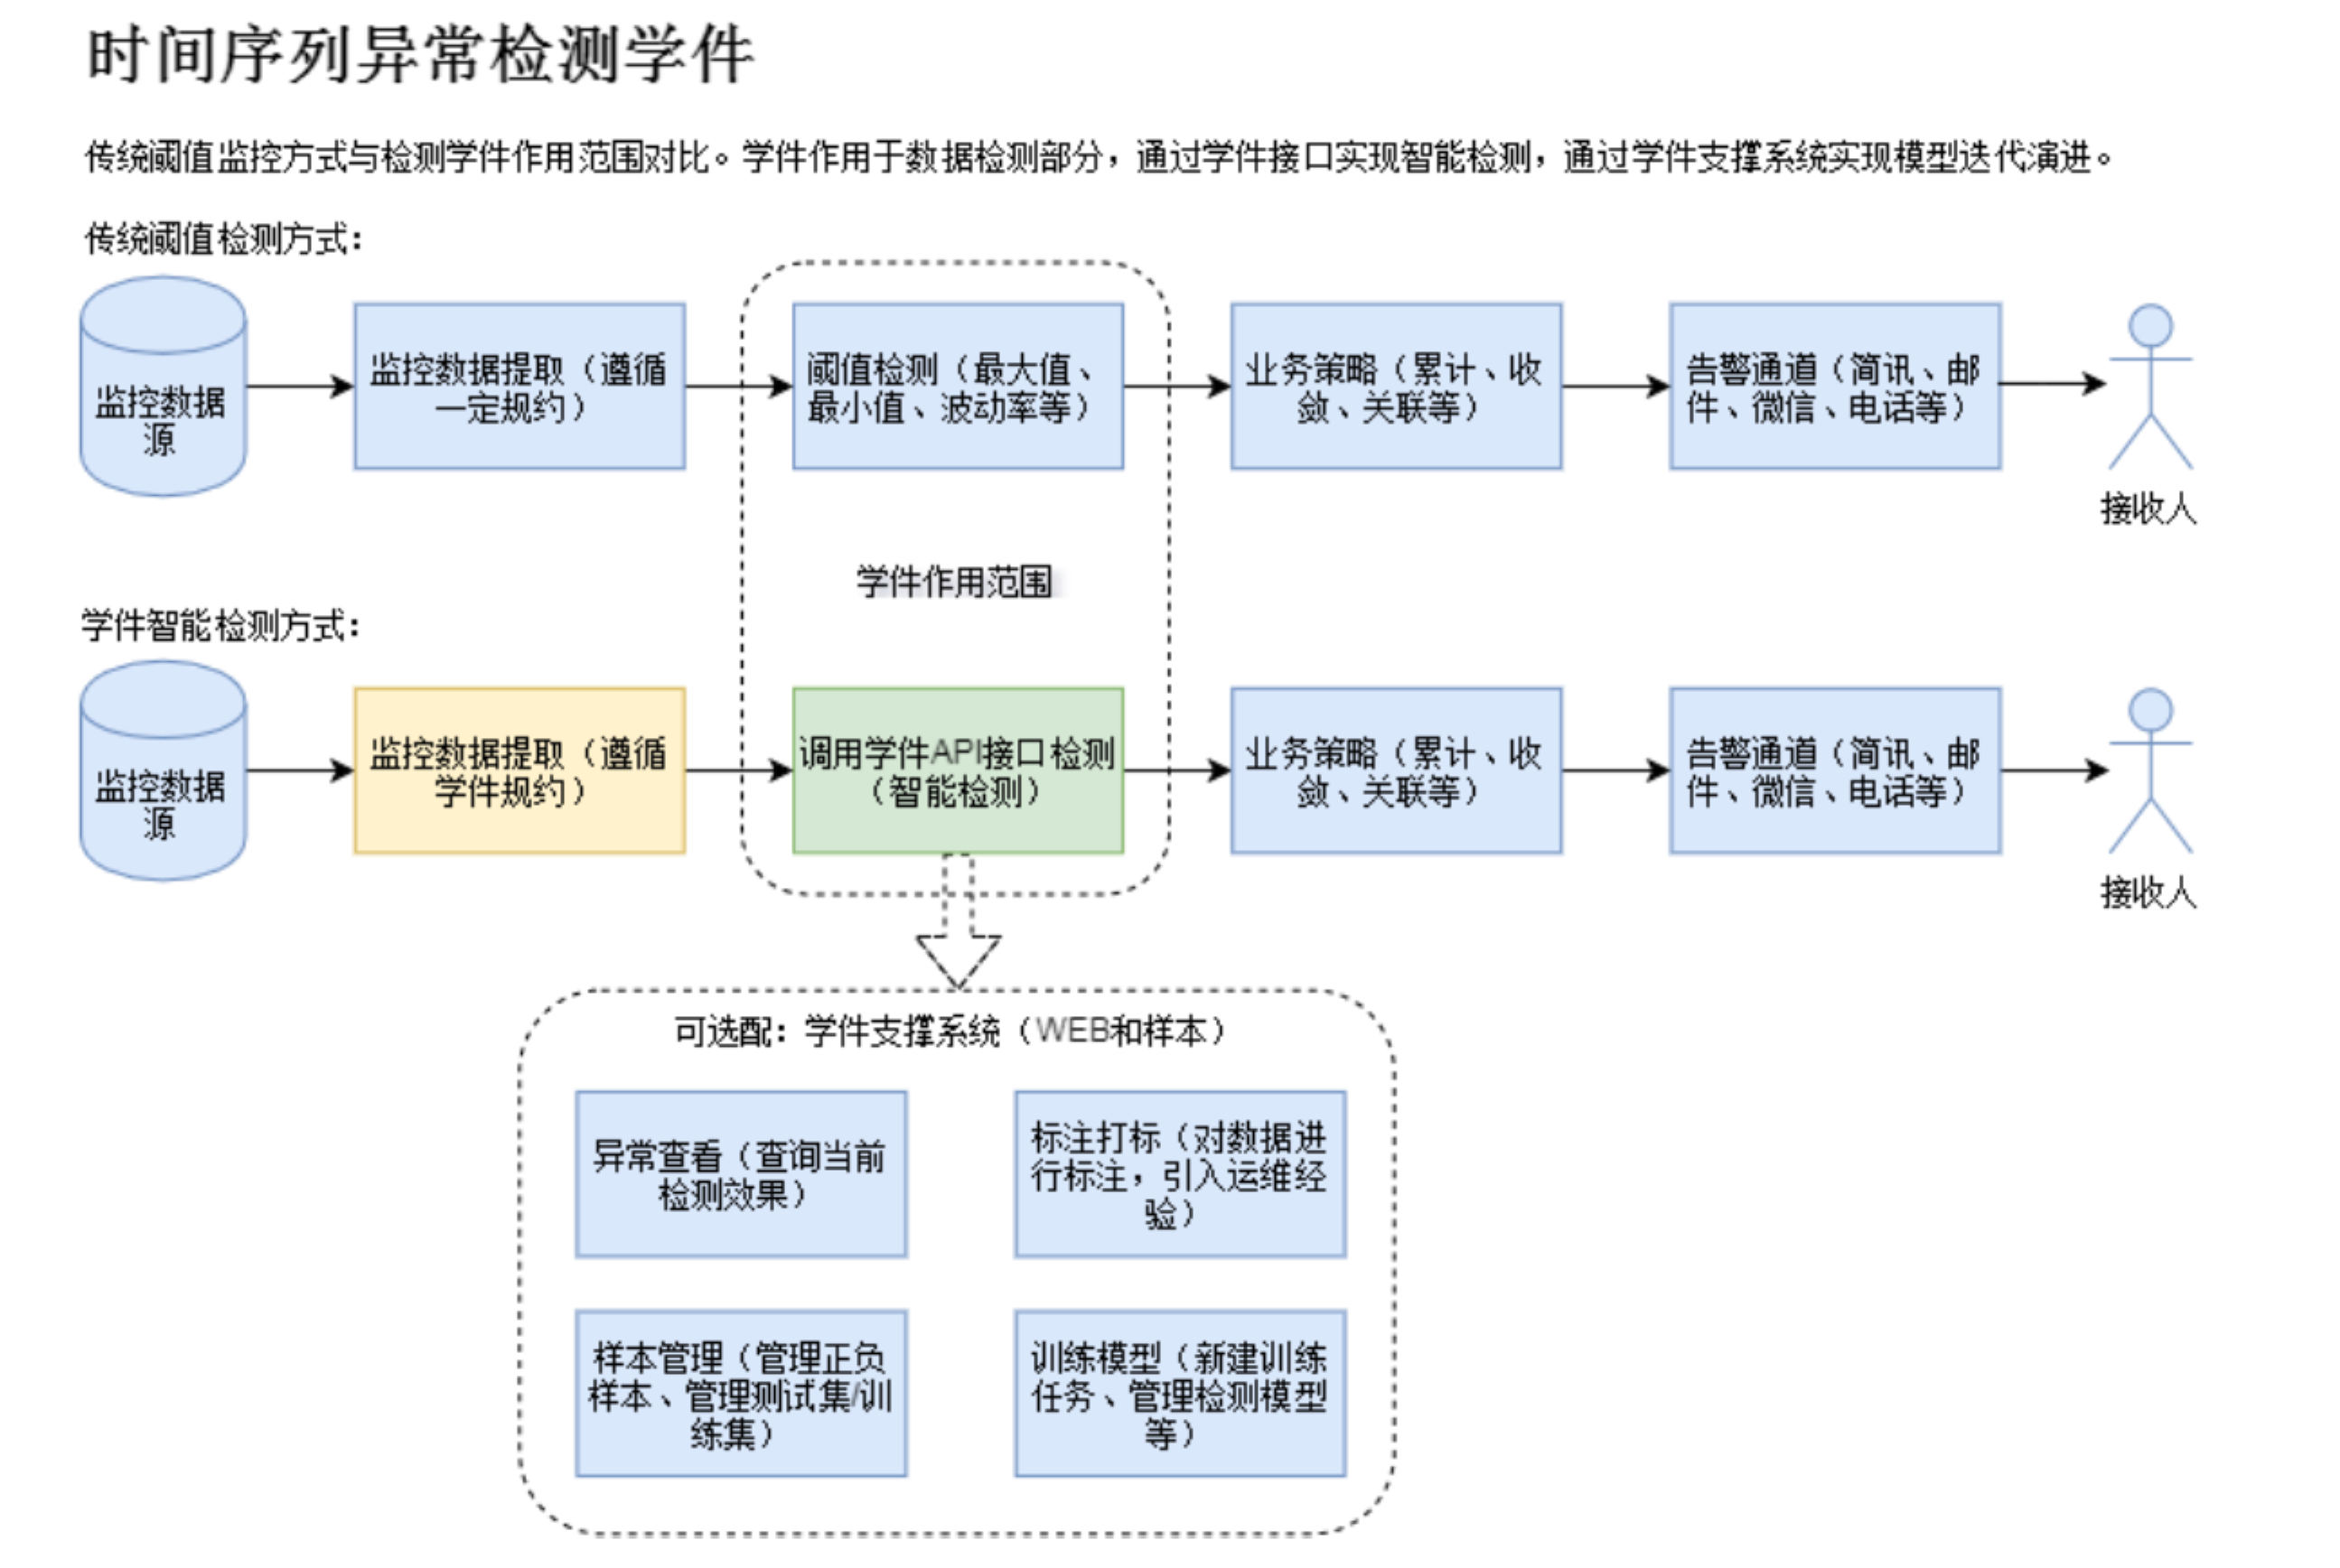 时间序列异常检测学件
传统阈值监控方式与检测学件作用范围对比。学件作用于数据检测部分，通过学件接口实现智能检测，通过学件支撑系统实现模型迭代演进。
传统阈值检测方式：
监控数据
源
监控数据提取（遵循
一定规约）
阈值检测（最大值、
最小值、波动率等）
业务策略（累计、收
敛、关联等）
告警通道（简讯、邮
件、微信、电话等）
接收人
学件作用范围
学件智能检测方式：
监控数据
源
监控数据提取（遵循
学件规约）
调用学件API接口检测
（智能检测）
业务策略（累计、收
敛、关联等）
告警通道（简讯、邮
件、微信、电话等）
接收人
可选配：学件支撑系统（WEB和样本）
异常查看（查询当前
检测效果）
标注打标（对数据进
行标注，引入运维经
验）
样本管理（管理正负
样本、管理测试集/训
练集）
训练模型（新建训练
任务、管理检测模型
等）